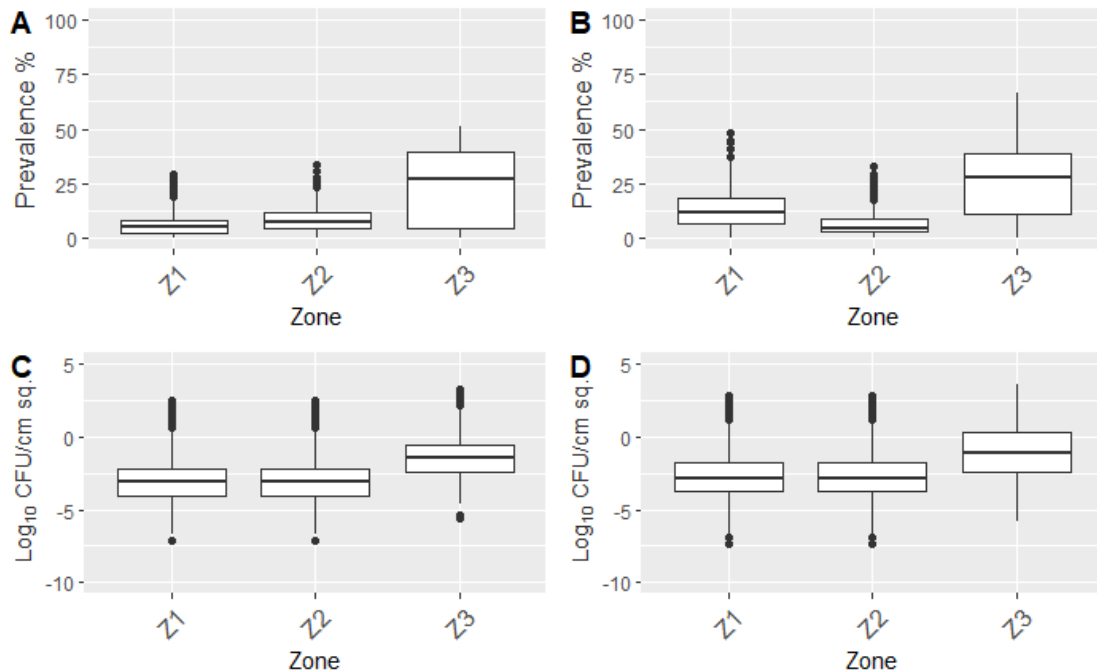 A
Prevalence %
100
75
50
25
0
Z1
Z2
Z3
Zone
B
Prevalence %
100
75
50
25
0
Z1
Z2
Z3
Zone
C
Log₁₀ CFU/cm sq.
5
0
-5
-10
Z1
Z2
Z3
Zone
D
Log₁₀ CFU/cm sq.
5
0
-5
-10
Z1
Z2
Z3
Zone